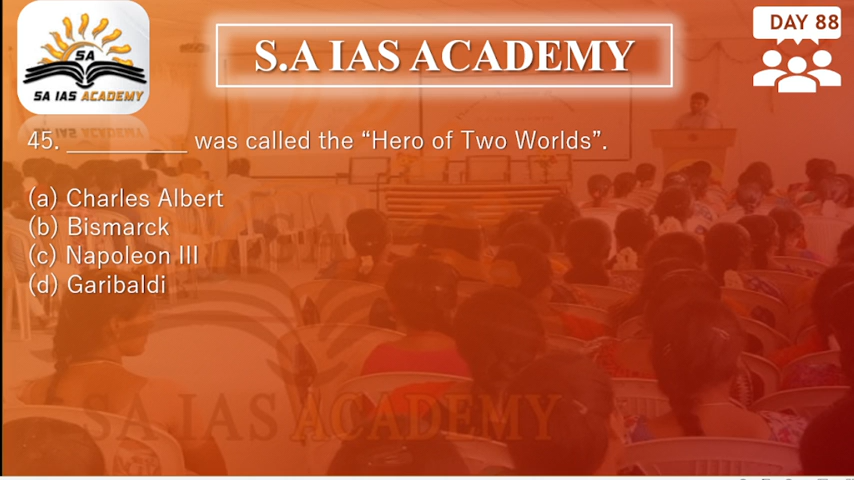 DAY 88
S.A IAS ACADEMY
SA
SA IAS ACADEMY
45. __________ was called the “Hero of Two Worlds”.
(a) Charles Albert
(b) Bismarck
(c) Napoleon III
(d) Garibaldi
SA IAS ACADEMY